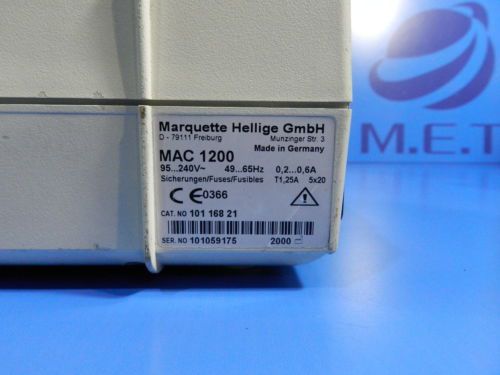 Marquette Hellige GmbH
D - 79111 Freiburg Munzinger Str. 3
Made in Germany
MAC 1200
95...240V~ 49...65Hz 0,2...0,6A
Sicherungen/Fuses/Fusibles T1,25A 5x20
CE0366
CAT. NO 101 168 21
SER. NO 101059175 2000
M.E.T